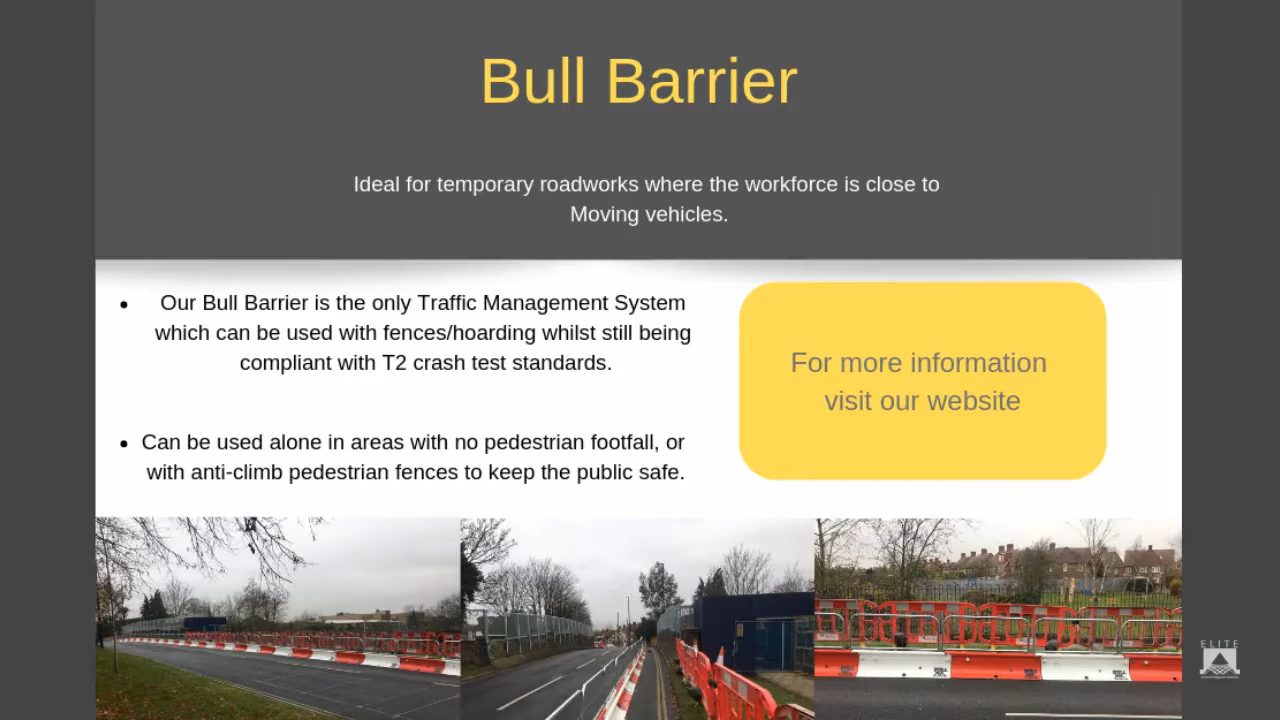 Bull Barrier
Ideal for temporary roadworks where the workforce is close to
Moving vehicles.
• Our Bull Barrier is the only Traffic Management System
which can be used with fences/hoarding whilst still being
compliant with T2 crash test standards.
• Can be used alone in areas with no pedestrian footfall, or
with anti-climb pedestrian fences to keep the public safe.
For more information
visit our website
ELITE